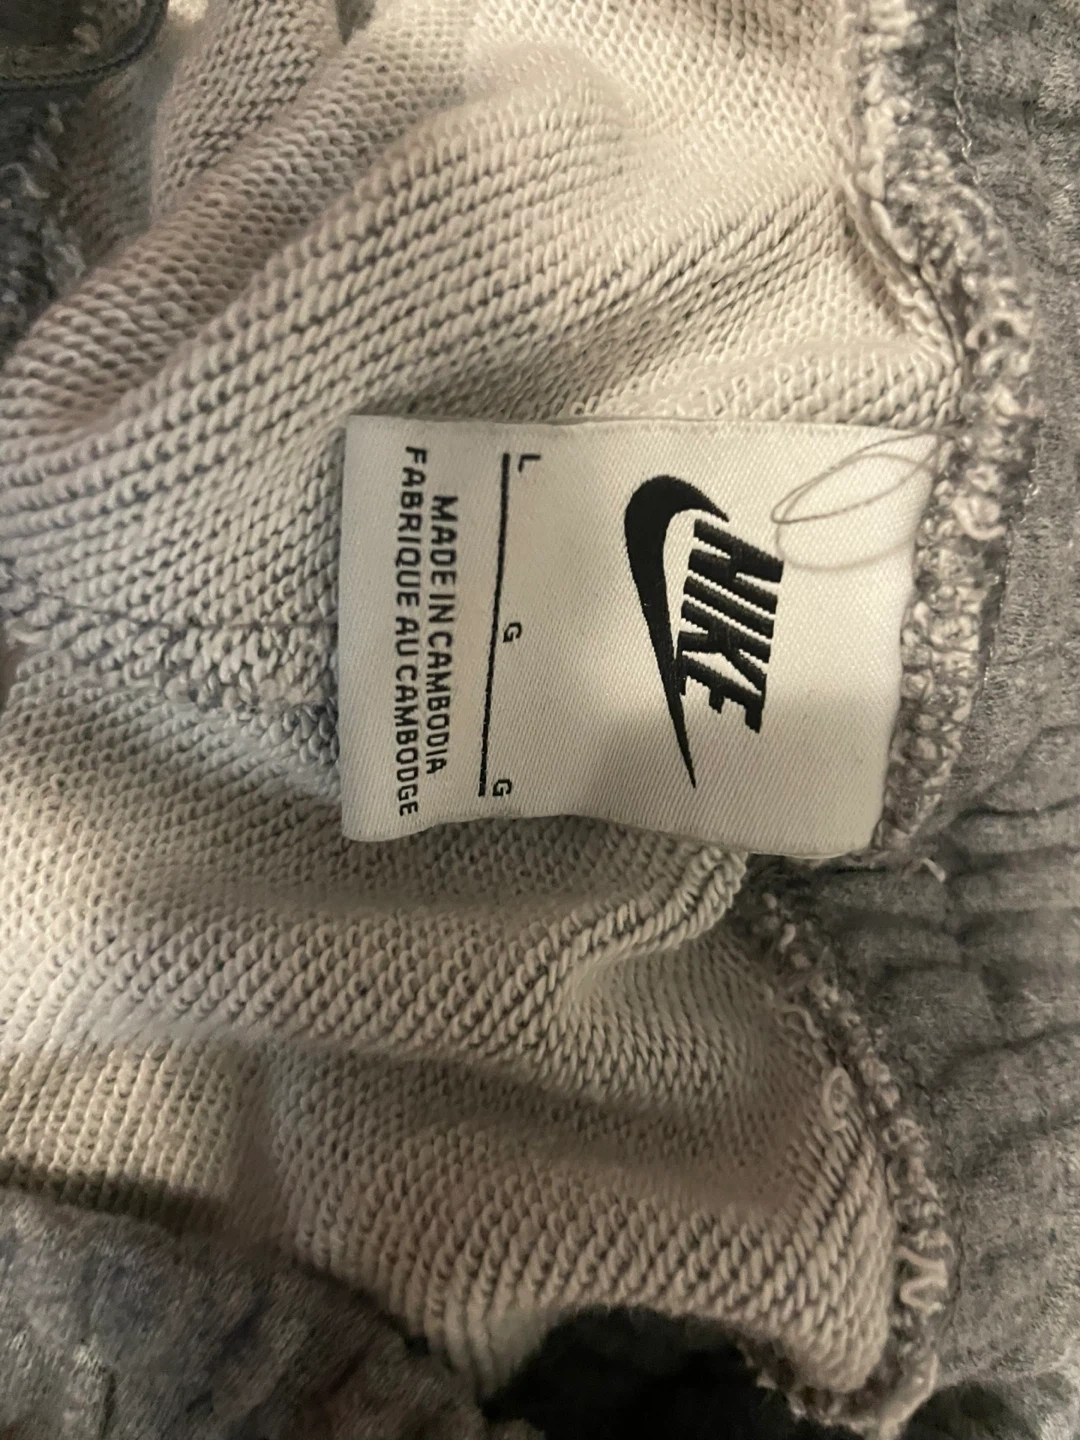 NIKE
L G G
MADE IN CAMBODIA
FABRIQUE AU CAMBODGE